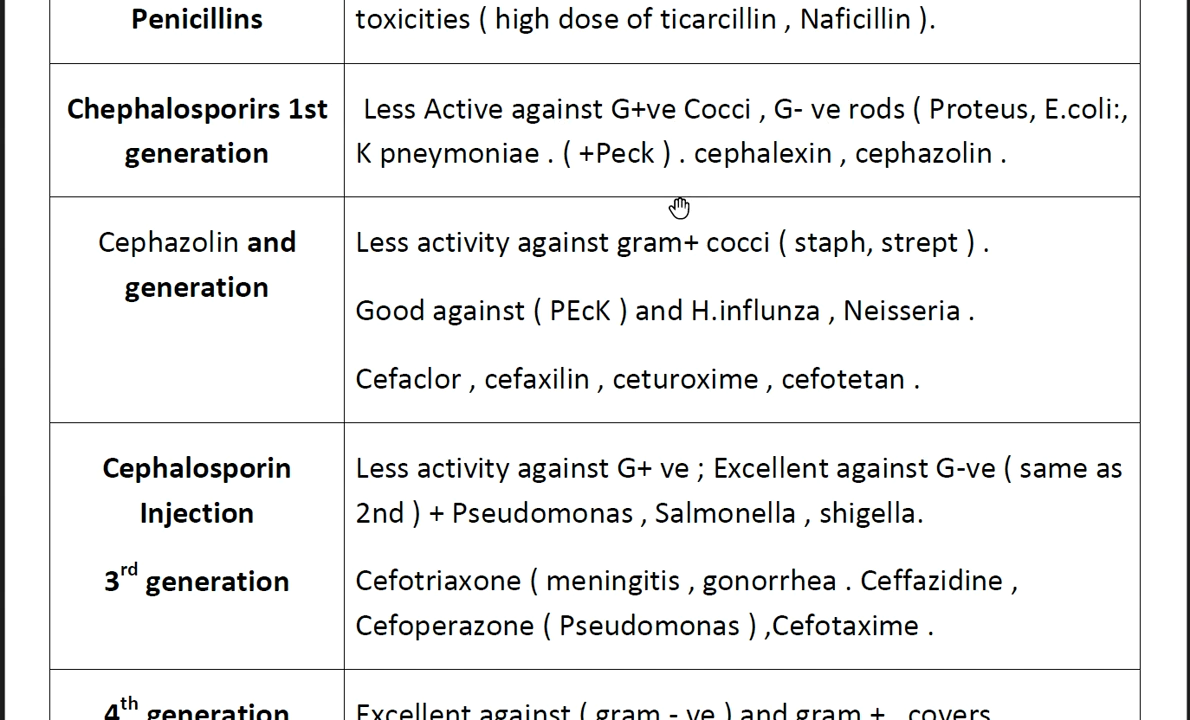 Penicillins
toxicities ( high dose of ticarcillin , Naficillin ).
Chephalosporirs 1st
generation
Less Active against G+ve Cocci , G- ve rods ( Proteus, E.coli:,
K pneymoniae . ( +Peck ) . cephalexin , cephazolin .
Cephazolin and
generation
Less activity against gram+ cocci ( staph, strept ) .
Good against ( PEcK ) and H.influnza , Neisseria .
Cefaclor , cefaxilin , ceturoxime , cefotetan .
Cephalosporin
Injection
3rd generation
Less activity against G+ ve ; Excellent against G-ve ( same as
2nd ) + Pseudomonas , Salmonella , shigella.
Cefotriaxone ( meningitis , gonorrhea . Ceffazidine ,
Cefoperazone ( Pseudomonas ) ,Cefotaxime .
4th generation
Excellent against ( gram - ve ) and gram + , covers